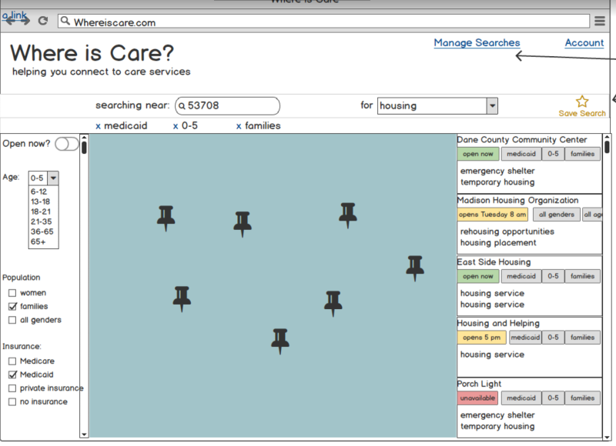 Where is Care
a link
Whereiscare.com
Manage Searches Account
Where is Care?
helping you connect to care services
searching near: 53708 for housing
Save Search
x medicaid x 0-5 x families
Open now?
Age: 0-5
6-12
13-18
18-21
21-35
36-65
65+
Population
women
families
all genders
Insurance:
Medicare
Medicaid
private insurance
no insurance
Dane County Community Center
open now medicaid 0-5 families
emergency shelter
temporary housing
Madison Housing Organization
opens Tuesday 8 am all genders all ag
rehousing opportunities
housing placement
East Side Housing
open now medicaid 0-5 families
housing service
housing service
Housing and Helping
opens 5 pm medicaid 0-5 families
housing service
Porch Light
unavailable medicaid 0-5 families
emergency shelter
temporary housing